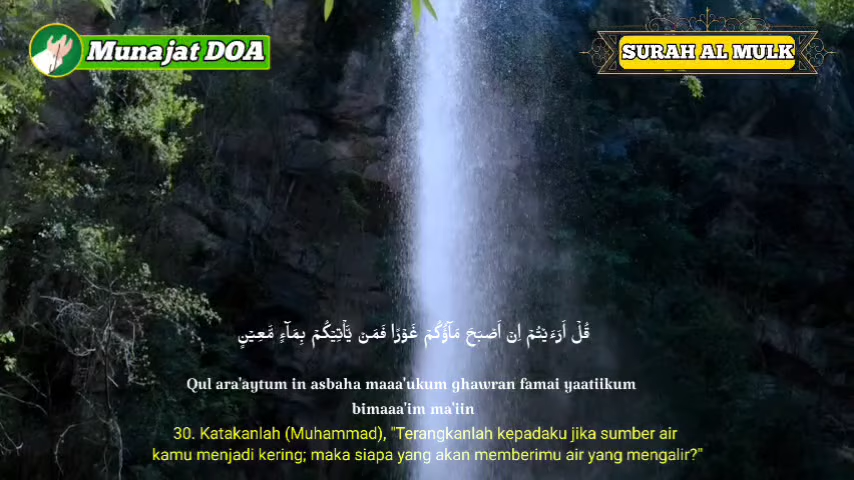 Munajat DOA
SURAH AL MULK
قُلْ أَرَءَيْتُمْ اِنْ أَصْبَحَ مَآؤُكُمْ غَوْرًا فَمَنْ يَّأْتِيْكُمْ بِمَآءٍ مَّعِيْنٍ
Qul ara'aytum in asbaha maaa'ukum ghawran famai yaatiikum
bimaaa'im ma'iin
30. Katakanlah (Muhammad), "Terangkanlah kepadaku jika sumber air
kamu menjadi kering; maka siapa yang akan memberimu air yang mengalir?"